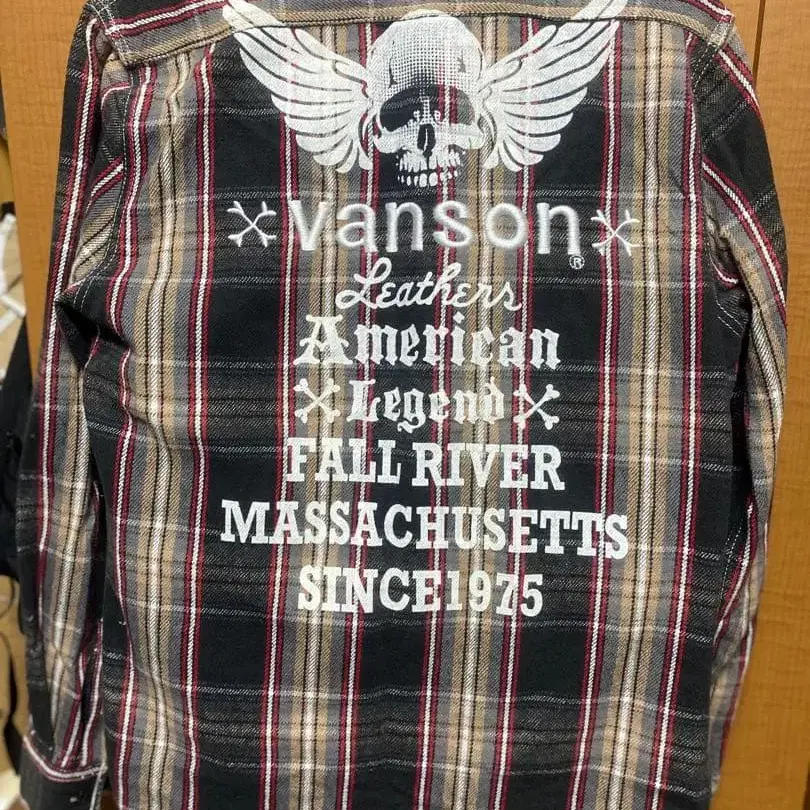 vanson®
Leathers
American
Legend
FALL RIVER
MASSACHUSETTS
SINCE1975